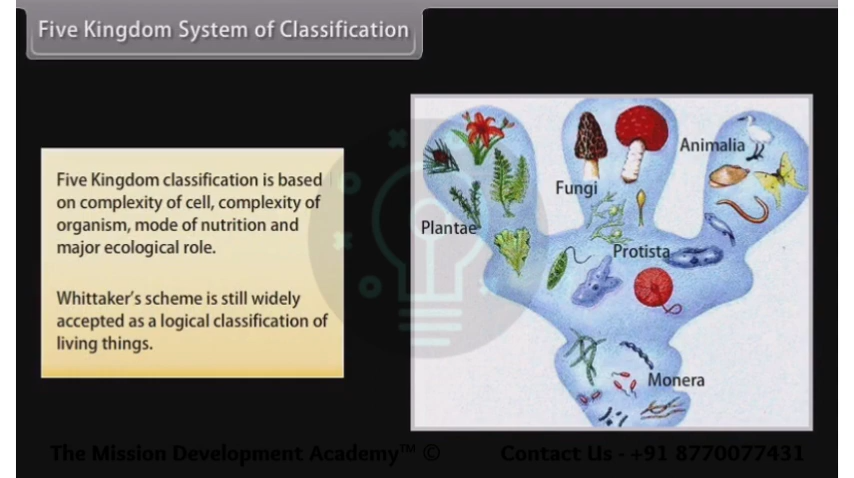 Five Kingdom System of Classification
Five Kingdom classification is based
on complexity of cell, complexity of
organism, mode of nutrition and
major ecological role.
Whittaker's scheme is still widely
accepted as a logical classification of
living things.
Animalia
Fungi
Plantae
Protista
Monera
The Mission Development Academy™ ©
Contact Us - +91 8770077431